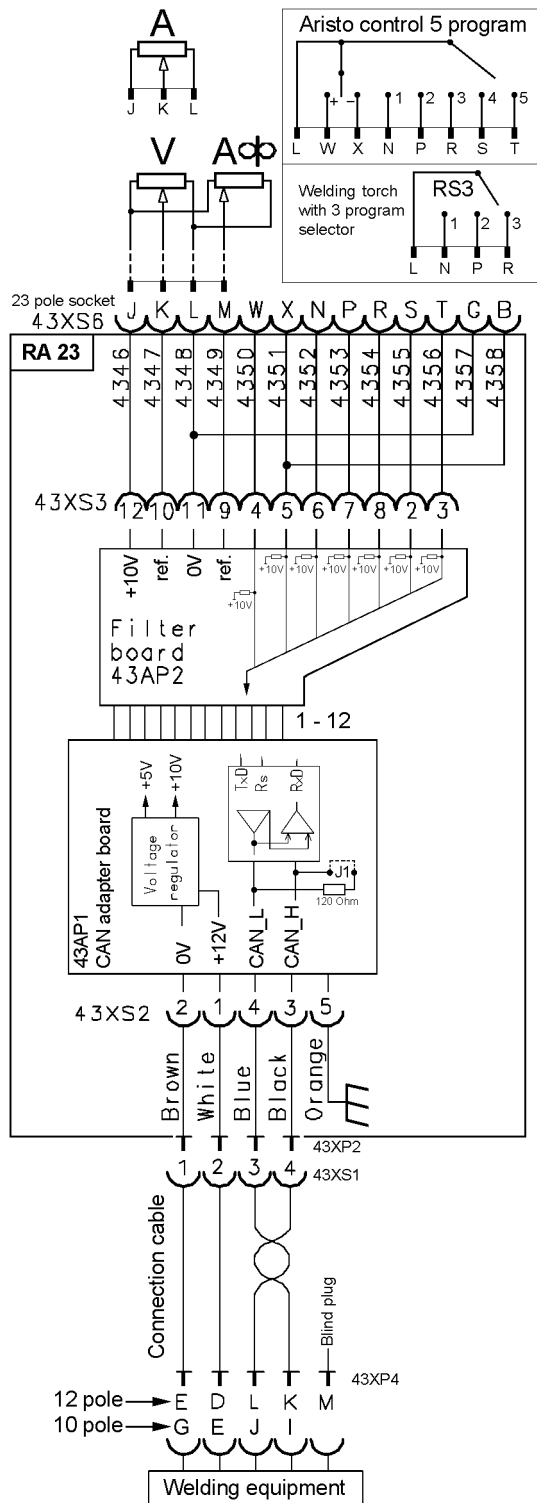 A
Aristo control 5 program
J K L
+ - 1 2 3 4 5
L W X N P R S T
V A
Welding torch
with 3 program
selector
RS3
1 2 3
L N P R
23 pole socket
43XS6
J K L M W X N P R S T G B
RA 23
4346 4347 4348 4349 4350 4351 4352 4353 4354 4355 4356 4357 4358
43XS3
12 10 11 9 4 5 6 7 8 2 3
+10V ref. 0V ref.
+10V +10V +10V +10V +10V +10V
+10V
Filter
board
43AP2
1 - 12
43AP1
CAN adapter board
+5V +10V
Voltage
regulator
0V +12V
TxD Rs RxD
J1
120 Ohm
CAN_L CAN_H
43XS2
2 1 4 3 5
Brown White Blue Black Orange
43XP2
1 2 3 4
43XS1
Connection cable
Blind plug
43XP4
12 pole E D L K M
10 pole G E J I
Welding equipment